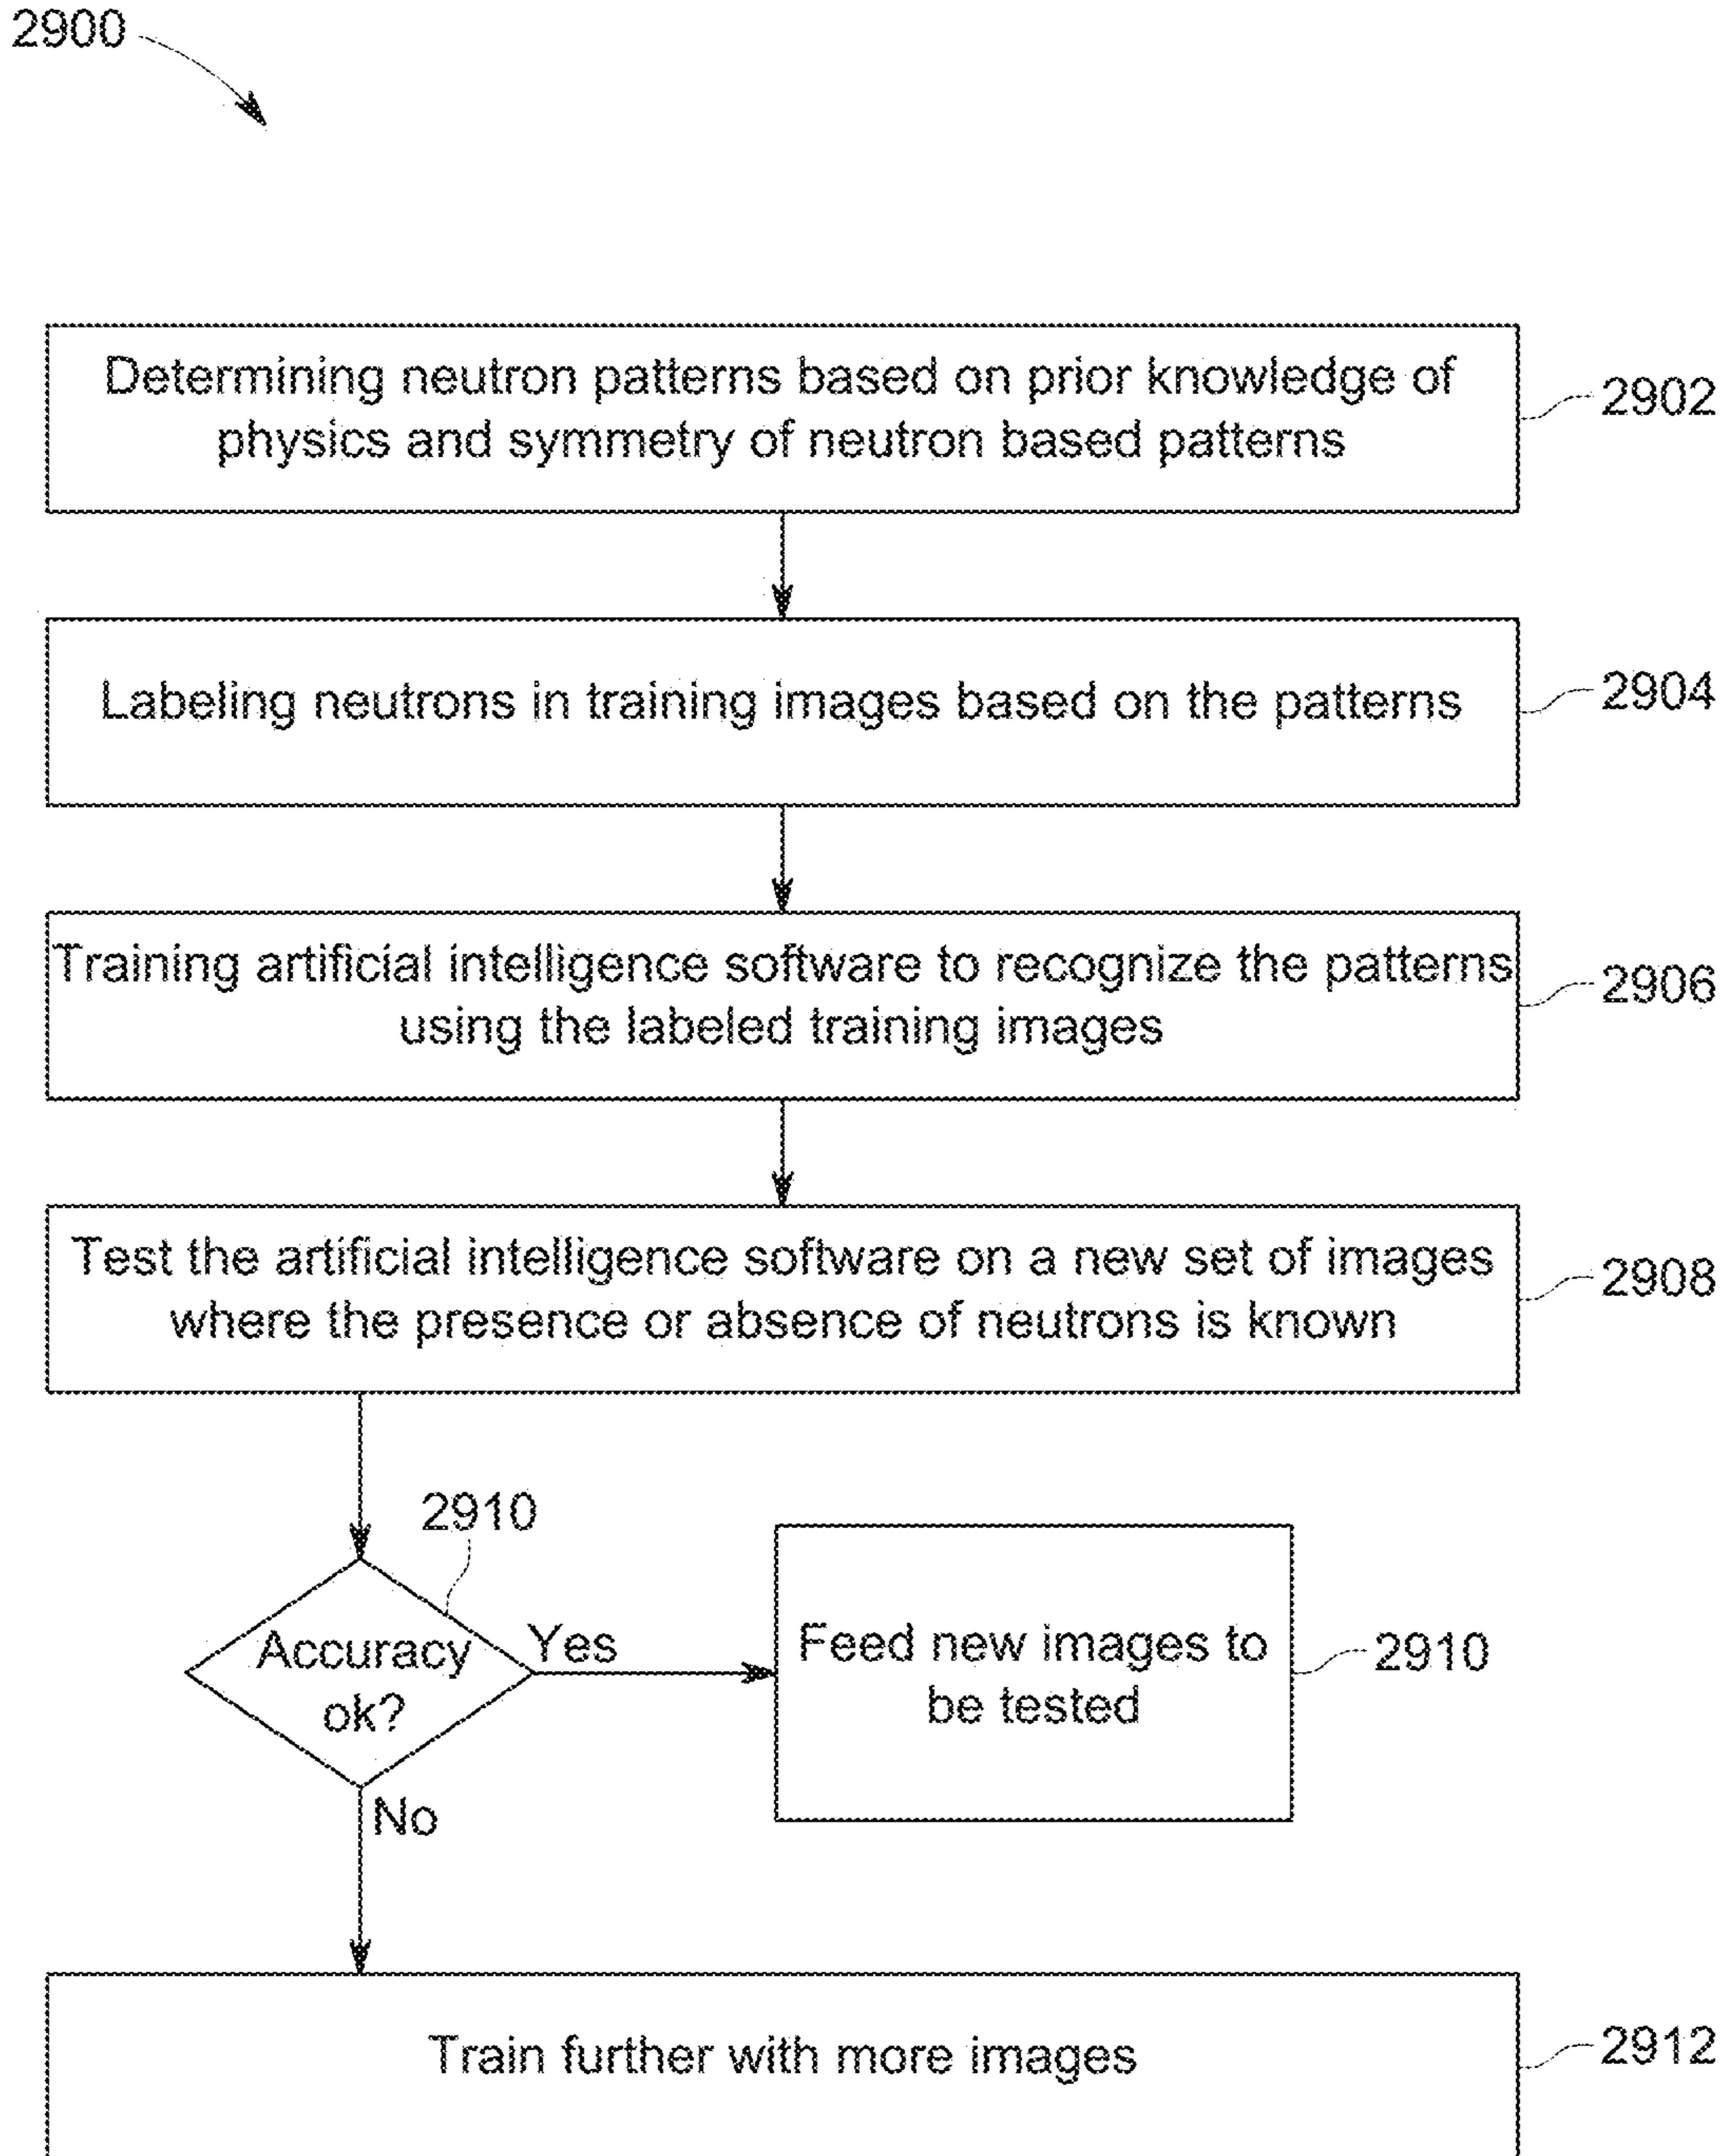 2900
Determining neutron patterns based on prior knowledge of
physics and symmetry of neutron based patterns
2902
Labeling neutrons in training images based on the patterns
2904
Training artificial intelligence software to recognize the patterns
using the labeled training images
2906
Test the artificial intelligence software on a new set of images
where the presence or absence of neutrons is known
2908
2910
Accuracy
ok?
Yes
Feed new images to
be tested
2910
No
Train further with more images
2912